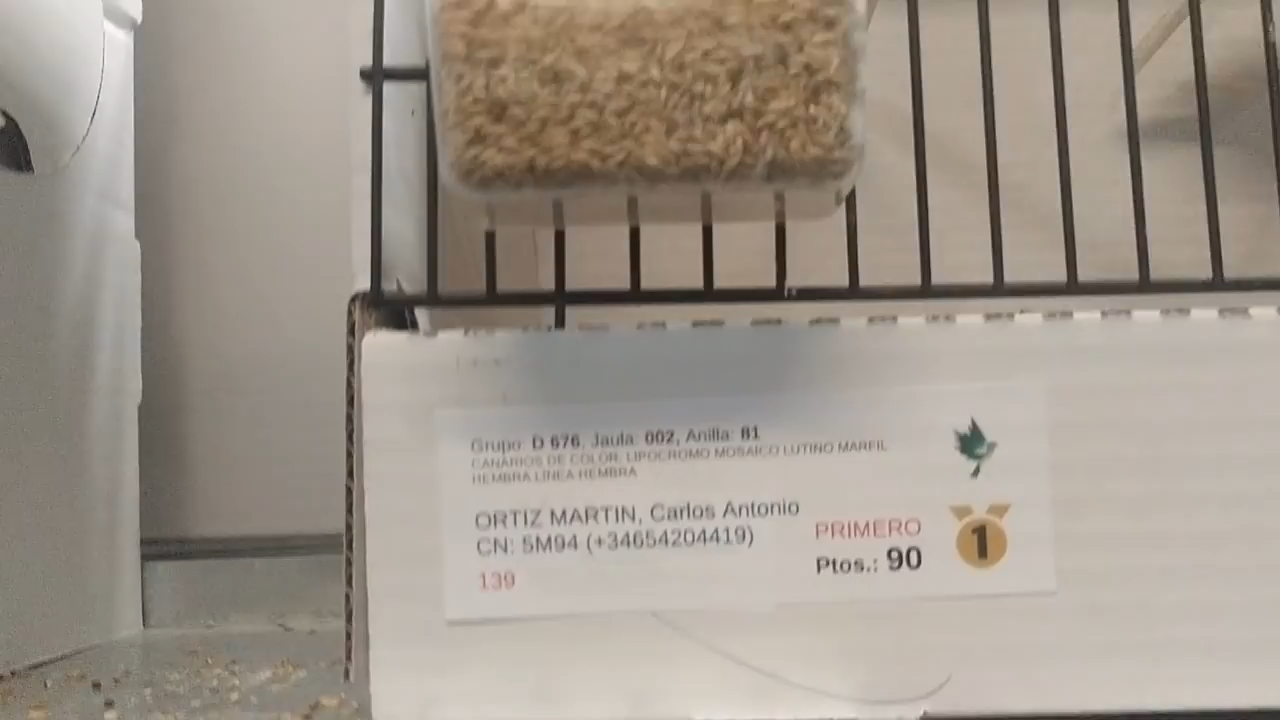 Grupo: D 676, Jaula: 002, Anilla: 81
CANARIOS DE COLOR: LIPOCROMO MOSAICO LUTINO MARFIL
HEMBRA LINEA HEMBRA
ORTIZ MARTIN, Carlos Antonio
CN: 5M94 (+34654204419)
PRIMERO
139
Ptos.: 90
1